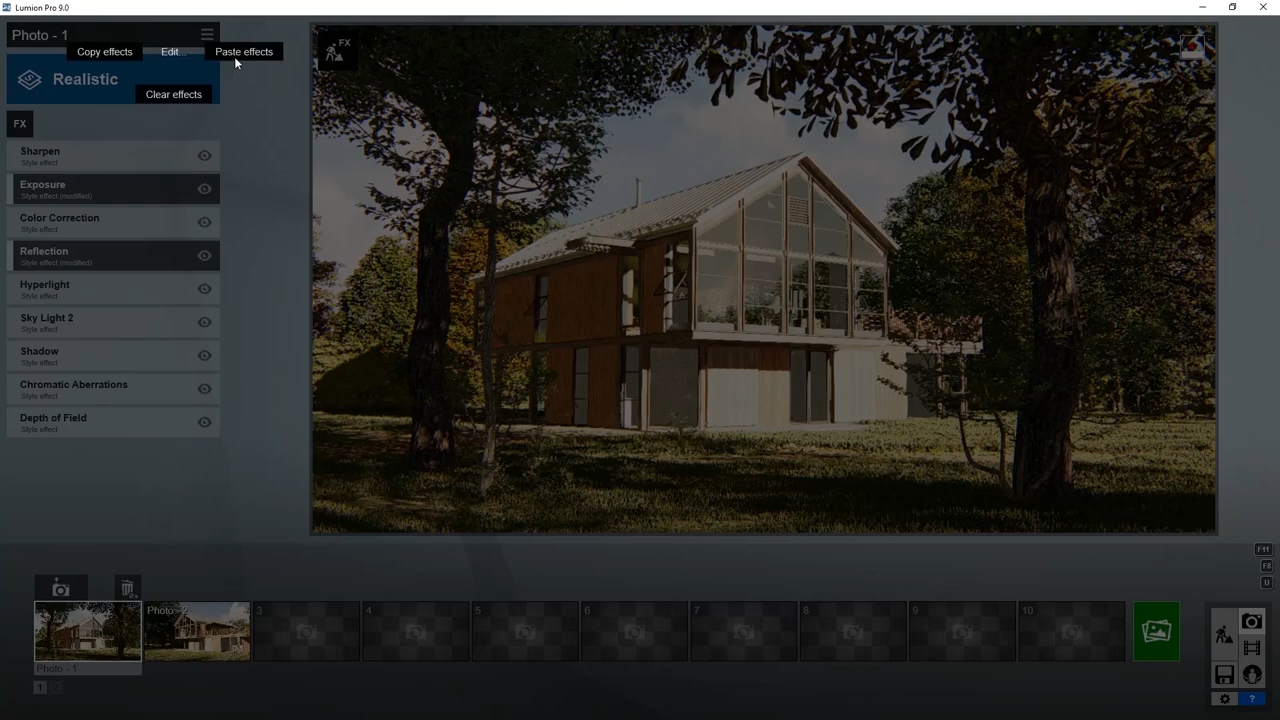 Lumion Pro 9.0
Photo - 1
Copy effects
Edit...
Paste effects
Realistic
Clear effects
FX
FX
Sharpen
Style effect
Exposure
Style effect (modified)
Color Correction
Style effect
Reflection
Style effect (modified)
Hyperlight
Style effect
Sky Light 2
Style effect
Shadow
Style effect
Chromatic Aberrations
Style effect
Depth of Field
Style effect
F11
F8
U
Photo - 2
3
4
5
6
7
8
9
10
Photo - 1
1
2
?